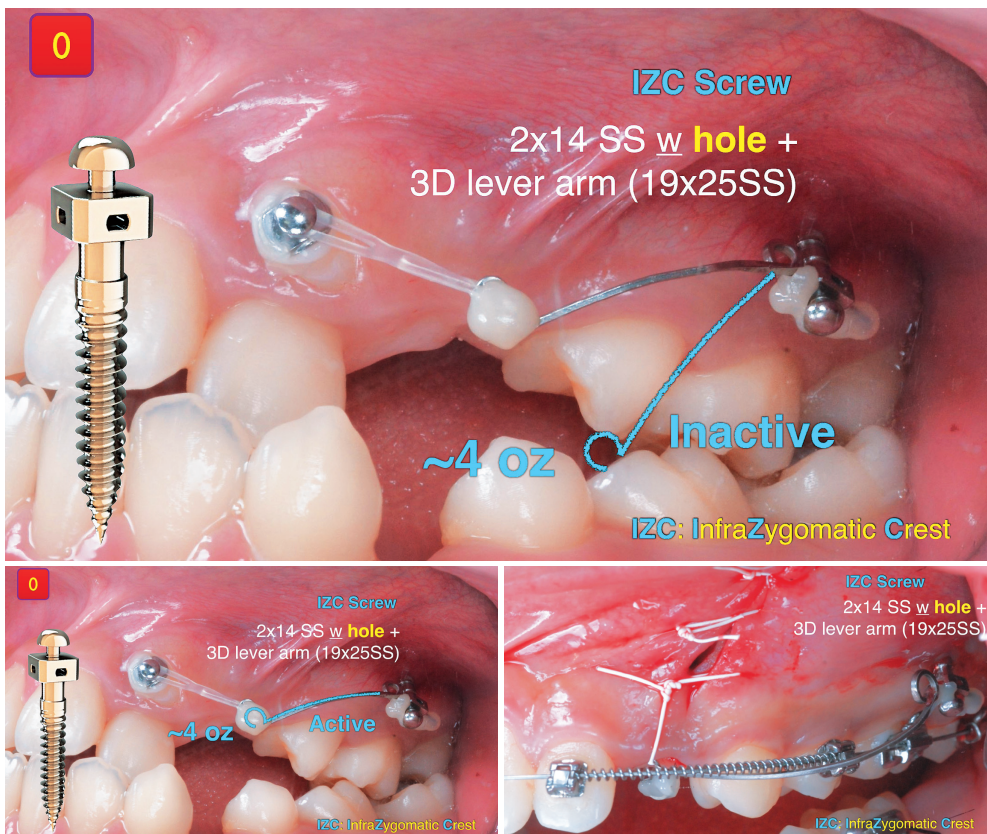 0
IZC Screw
2x14 SS w hole +
3D lever arm (19x25SS)
Inactive
~4 oz
IZC: InfraZygomatic Crest
0
IZC Screw
2x14 SS w hole +
3D lever arm (19x25SS)
~4 oz
Active
IZC: InfraZygomatic Crest
IZC Screw
2x14 SS w hole +
3D lever arm (19x25SS)
IZC: InfraZygomatic Crest